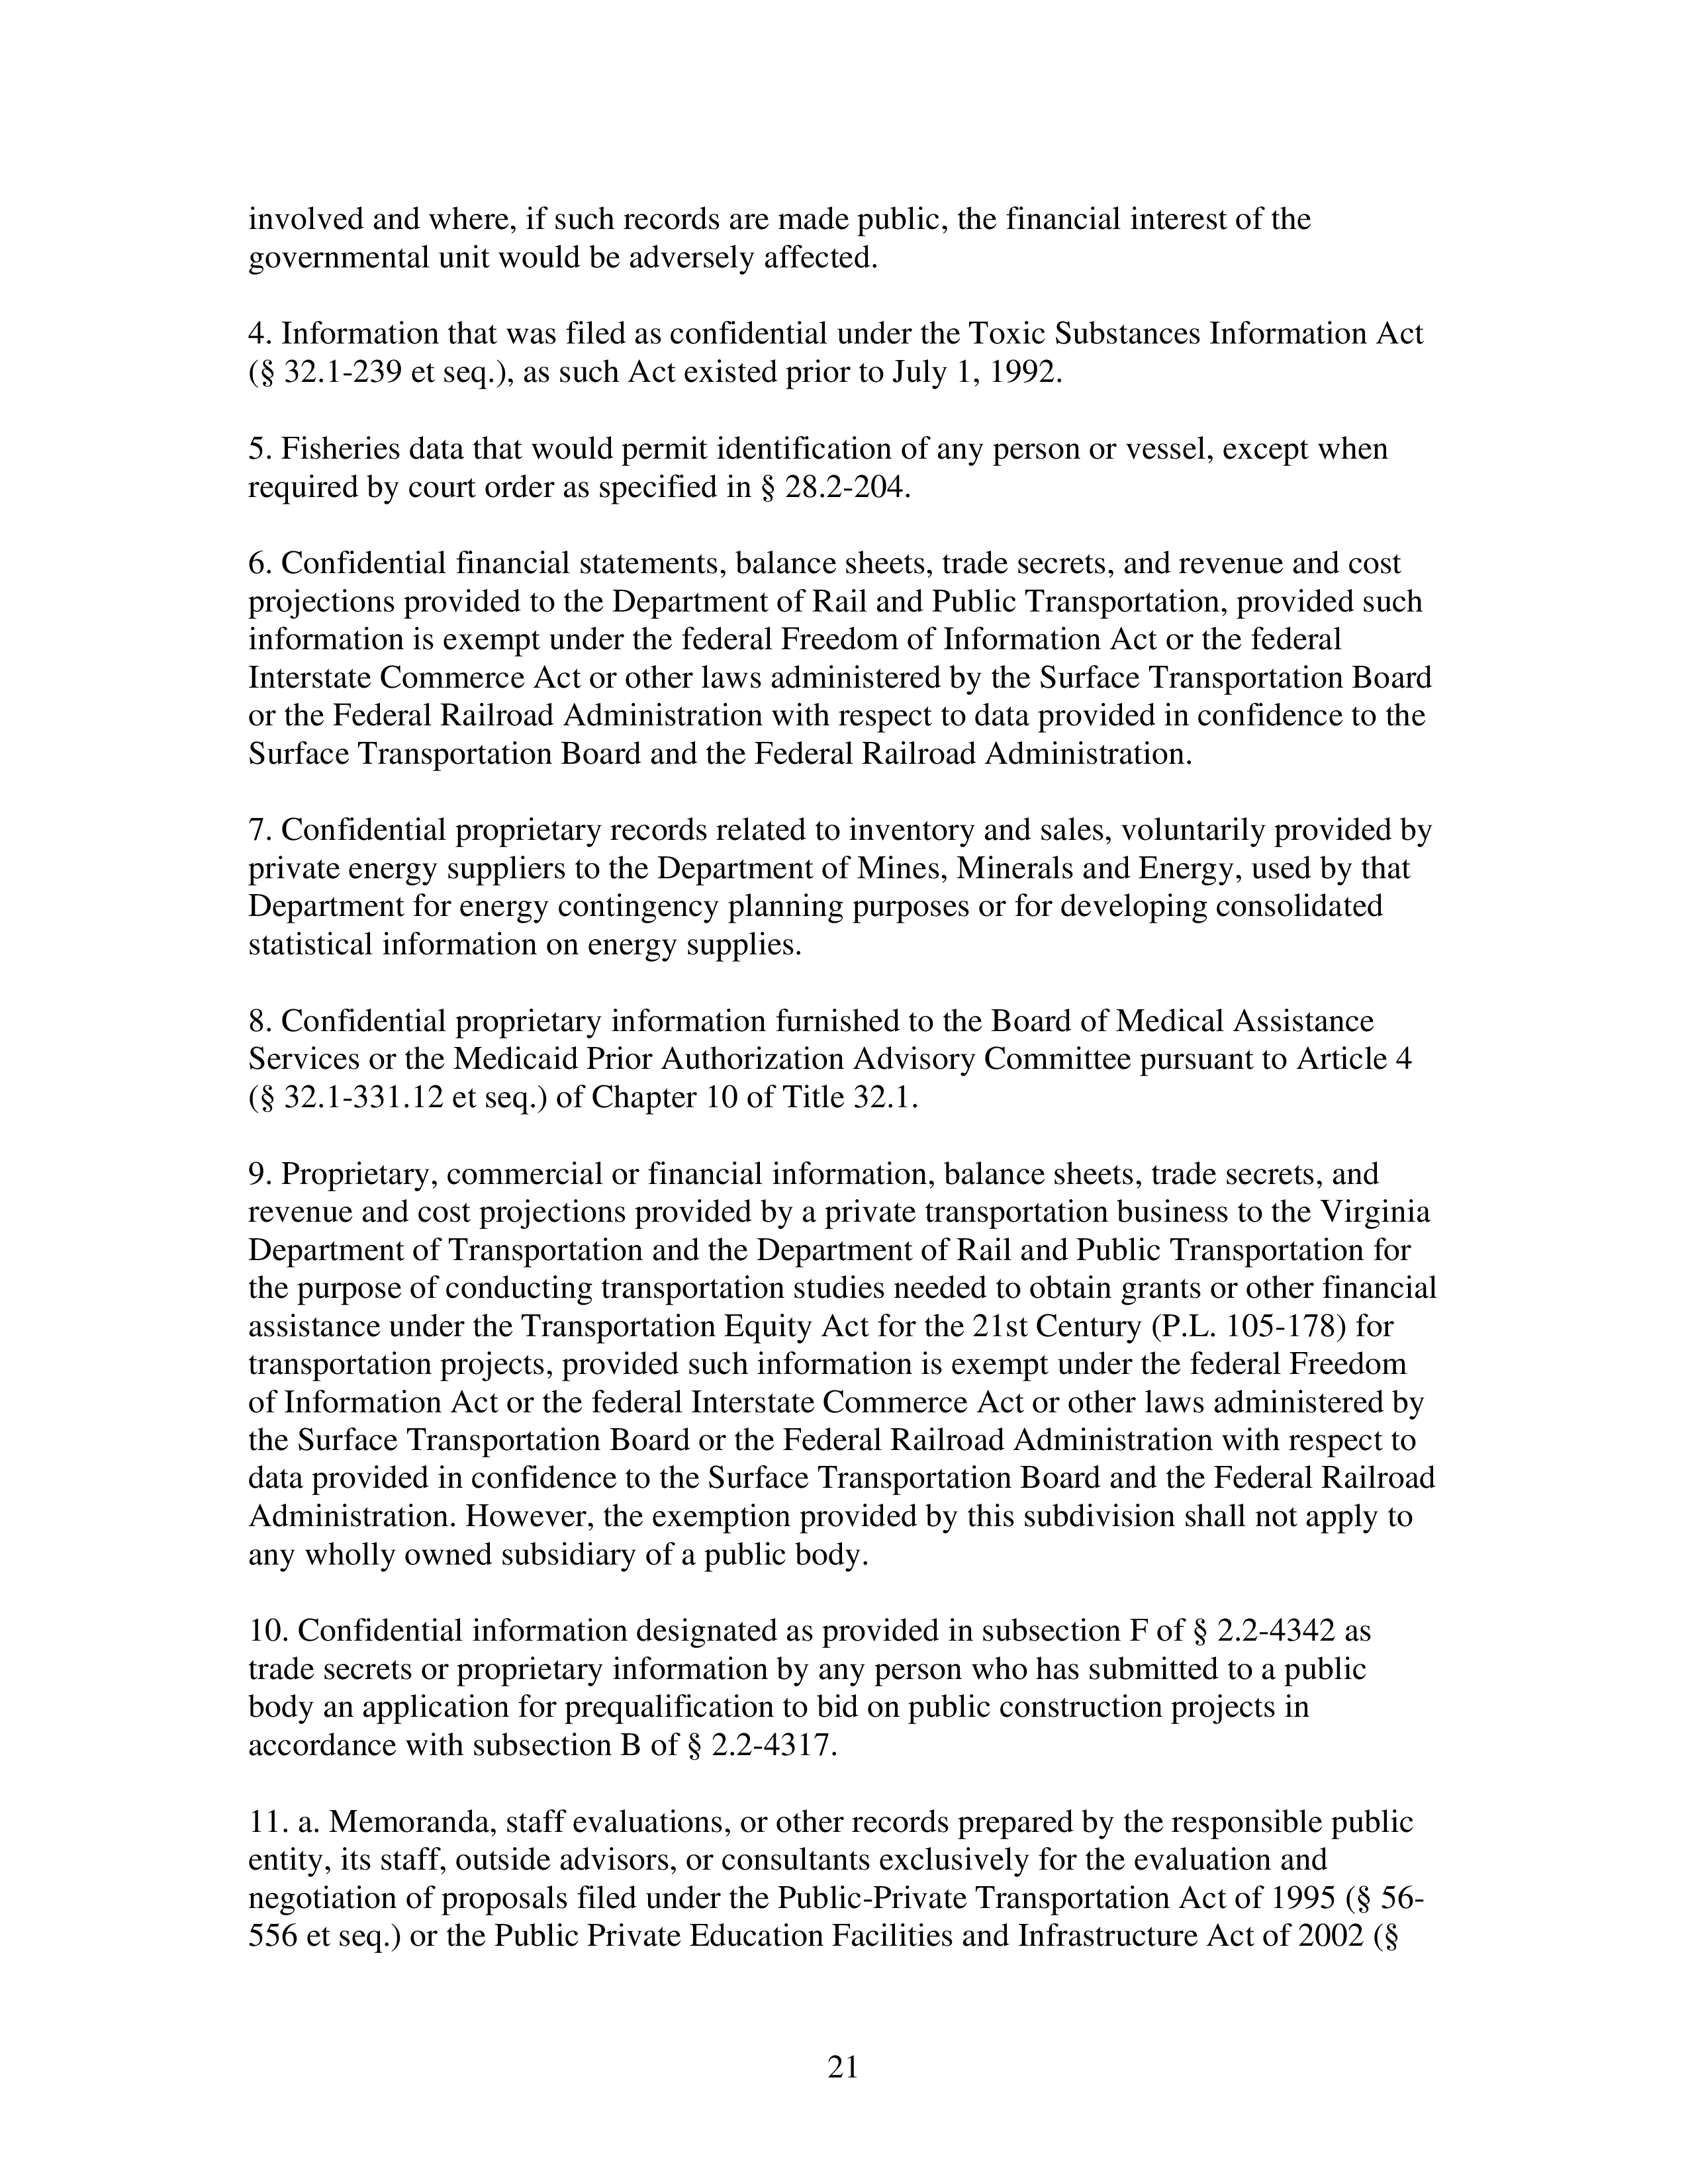 involved and where, if such records are made public, the financial interest of the
governmental unit would be adversely affected.
4. Information that was filed as confidential under the Toxic Substances Information Act
(§ 32.1-239 et seq.), as such Act existed prior to July 1, 1992.
5. Fisheries data that would permit identification of any person or vessel, except when
required by court order as specified in § 28.2-204.
6. Confidential financial statements, balance sheets, trade secrets, and revenue and cost
projections provided to the Department of Rail and Public Transportation, provided such
information is exempt under the federal Freedom of Information Act or the federal
Interstate Commerce Act or other laws administered by the Surface Transportation Board
or the Federal Railroad Administration with respect to data provided in confidence to the
Surface Transportation Board and the Federal Railroad Administration.
7. Confidential proprietary records related to inventory and sales, voluntarily provided by
private energy suppliers to the Department of Mines, Minerals and Energy, used by that
Department for energy contingency planning purposes or for developing consolidated
statistical information on energy supplies.
8. Confidential proprietary information furnished to the Board of Medical Assistance
Services or the Medicaid Prior Authorization Advisory Committee pursuant to Article 4
(§ 32.1-331.12 et seq.) of Chapter 10 of Title 32.1.
9. Proprietary, commercial or financial information, balance sheets, trade secrets, and
revenue and cost projections provided by a private transportation business to the Virginia
Department of Transportation and the Department of Rail and Public Transportation for
the purpose of conducting transportation studies needed to obtain grants or other financial
assistance under the Transportation Equity Act for the 21st Century (P.L. 105-178) for
transportation projects, provided such information is exempt under the federal Freedom
of Information Act or the federal Interstate Commerce Act or other laws administered by
the Surface Transportation Board or the Federal Railroad Administration with respect to
data provided in confidence to the Surface Transportation Board and the Federal Railroad
Administration. However, the exemption provided by this subdivision shall not apply to
any wholly owned subsidiary of a public body.
10. Confidential information designated as provided in subsection F of § 2.2-4342 as
trade secrets or proprietary information by any person who has submitted to a public
body an application for prequalification to bid on public construction projects in
accordance with subsection B of § 2.2-4317.
11. a. Memoranda, staff evaluations, or other records prepared by the responsible public
entity, its staff, outside advisors, or consultants exclusively for the evaluation and
negotiation of proposals filed under the Public-Private Transportation Act of 1995 (§ 56-
556 et seq.) or the Public Private Education Facilities and Infrastructure Act of 2002 (§
21